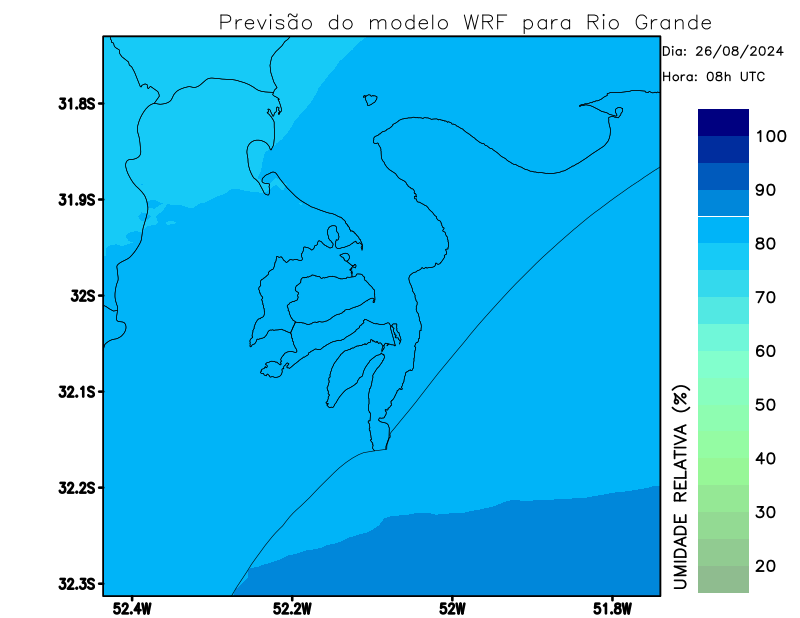 Previsão do modelo WRF para Rio Grande
Dia: 26/08/2024
Hora: 08h UTC
31.8S
31.9S
32S
32.1S
32.2S
32.3S
52.4W
52.2W
52W
51.8W
100
90
80
70
60
50
40
30
20
UMIDADE RELATIVA (%)